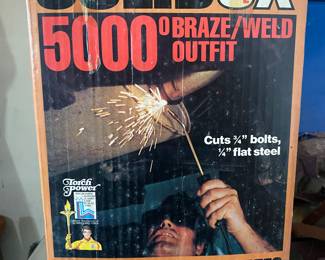 5000° BRAZE/WELD
OUTFIT
Cuts ¾" bolts,
¼" flat steel
Torch
power